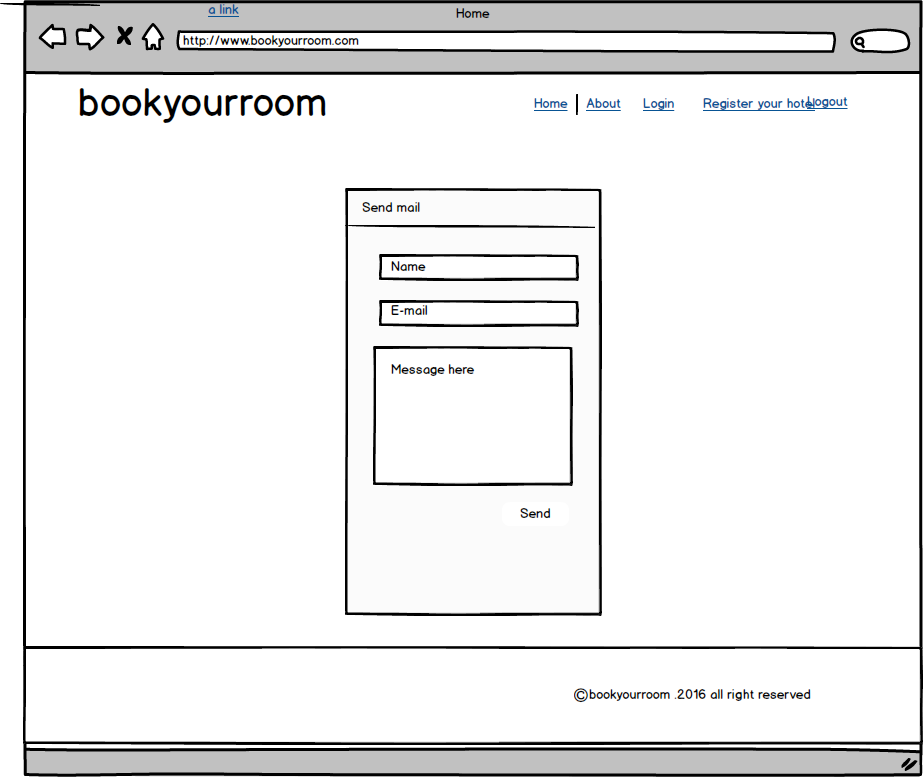 a link
Home
http://www.bookyourroom.com
bookyourroom
Home About Login Register your hotel Logout
Send mail
Name
E-mail
Message here
Send
©bookyourroom .2016 all right reserved